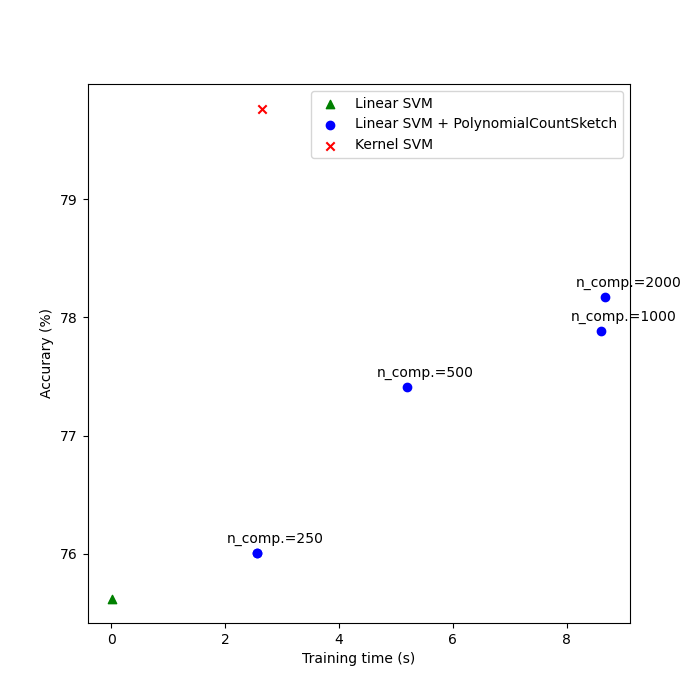 Linear SVM
Linear SVM + PolynomialCountSketch
Kernel SVM
79
n_comp.=2000
78
n_comp.=1000
n_comp.=500
77
n_comp.=250
76
Accurary (%)
0 2 4 6 8
Training time (s)